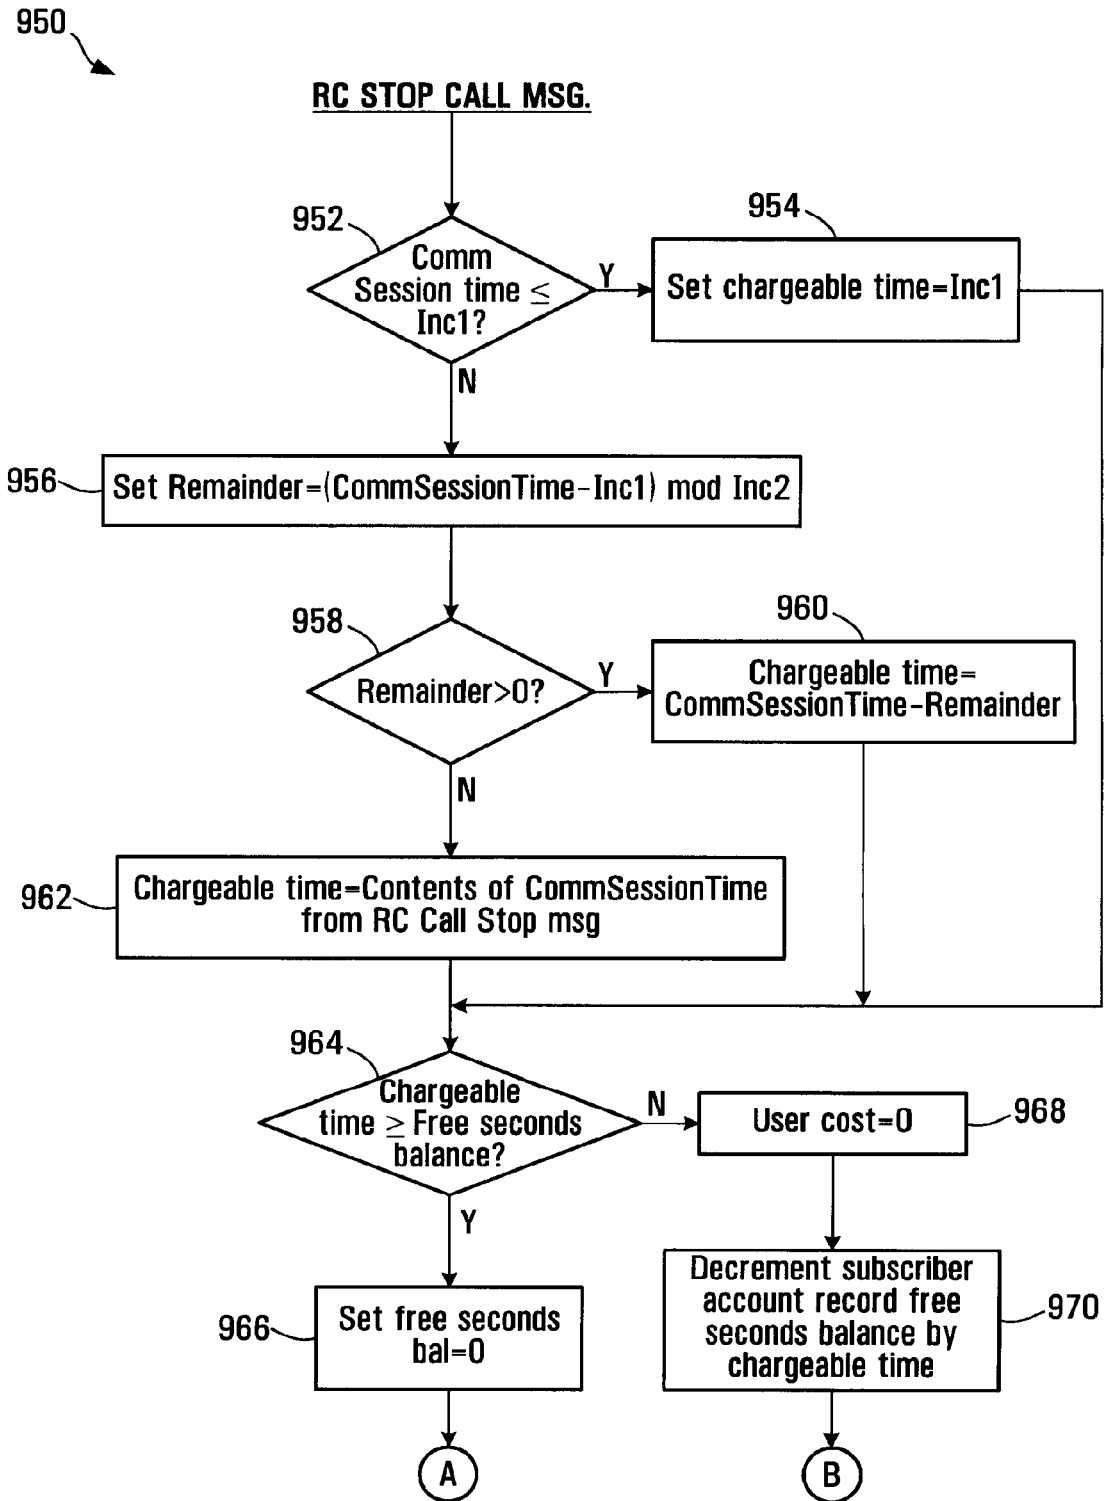 950
RC STOP CALL MSG.
952
Comm
Session time ≤
Inc1?
Y
954
Set chargeable time=Inc1
N
956
Set Remainder=(CommSessionTime-Inc1) mod Inc2
958
Remainder>0?
Y
960
Chargeable time=
CommSessionTime-Remainder
N
962
Chargeable time=Contents of CommSessionTime
from RC Call Stop msg
964
Chargeable
time ≥ Free seconds
balance?
N
User cost=0
968
Y
966
Set free seconds
bal=0
Decrement subscriber
account record free
seconds balance by
chargeable time
970
A
B